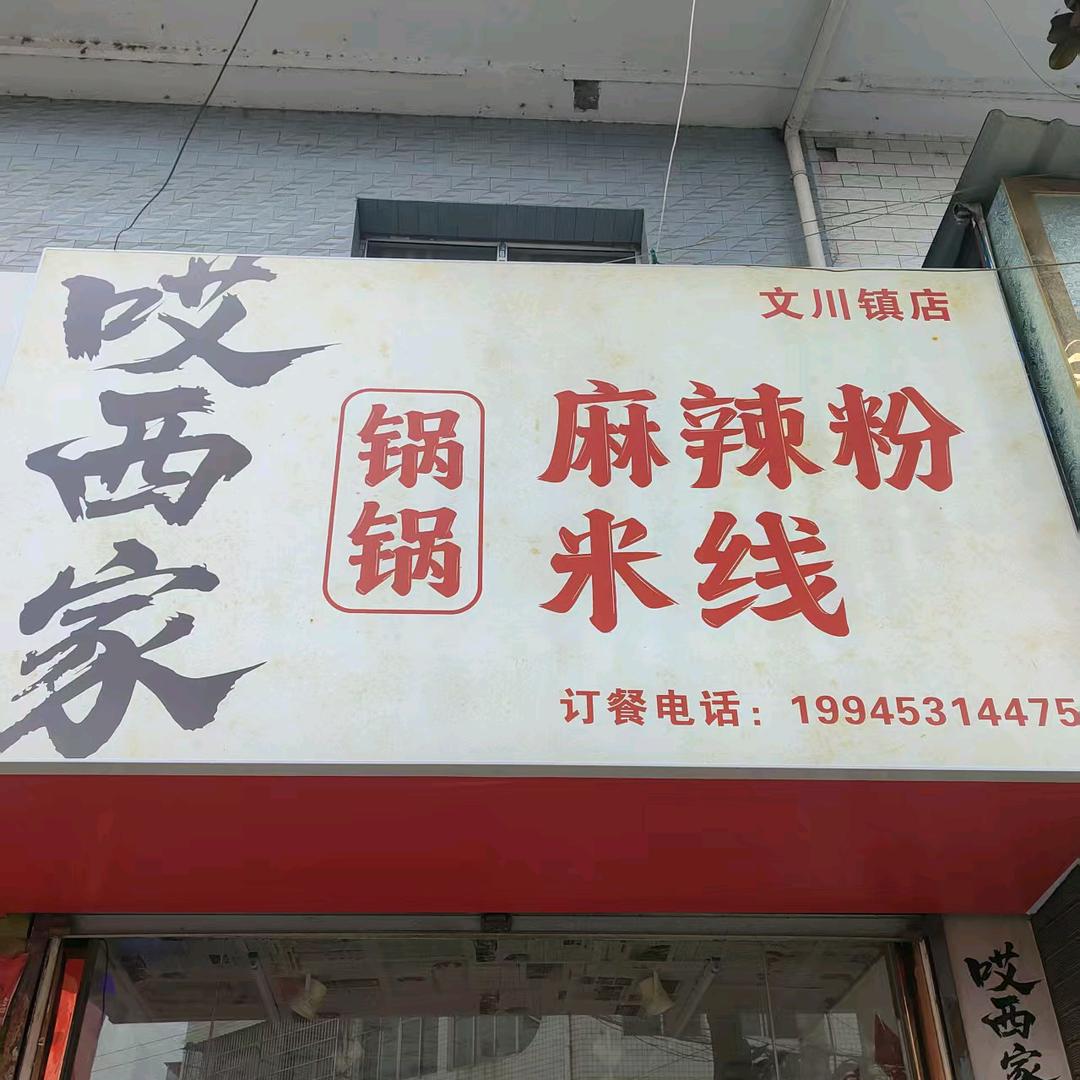 哎西家
文川镇店
锅锅
麻辣粉
米线
订餐电话：19945314475
哎西家